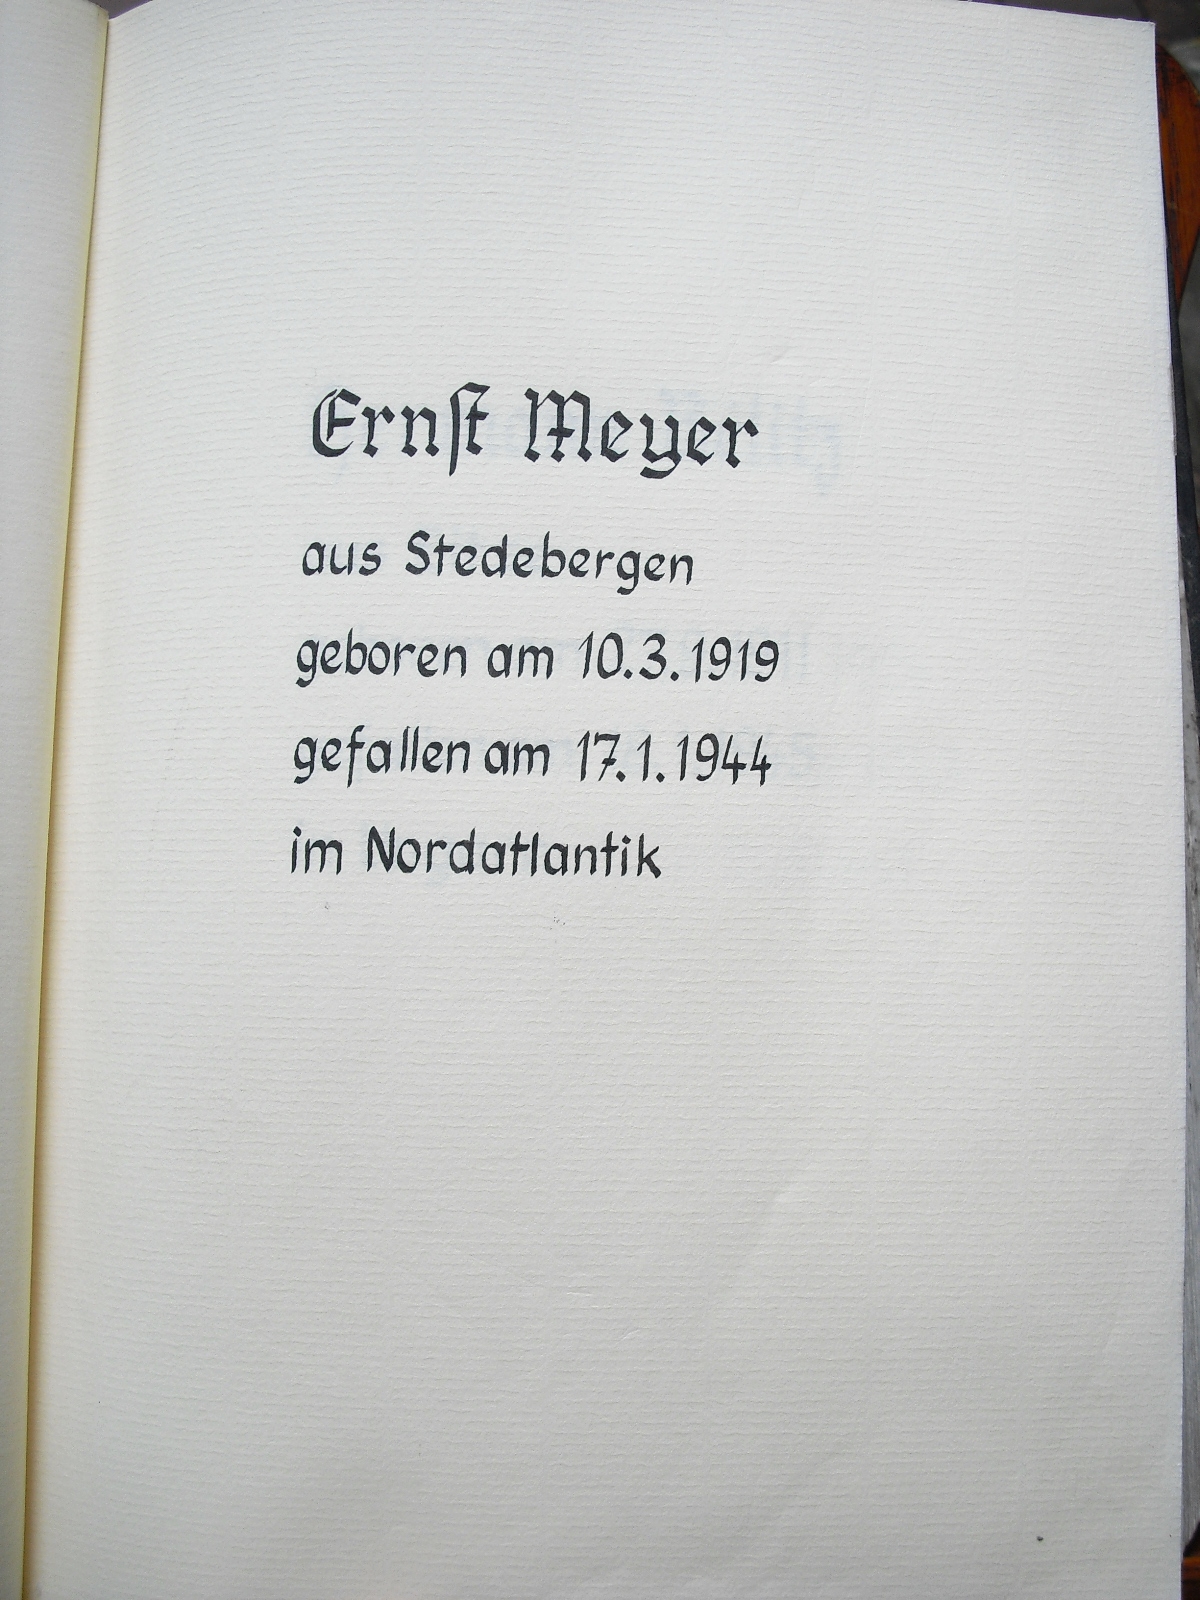 Ernſt Meyer
aus Stedebergen
geboren am 10.3.1919
gefallen am 17.1.1944
im Nordatlantik